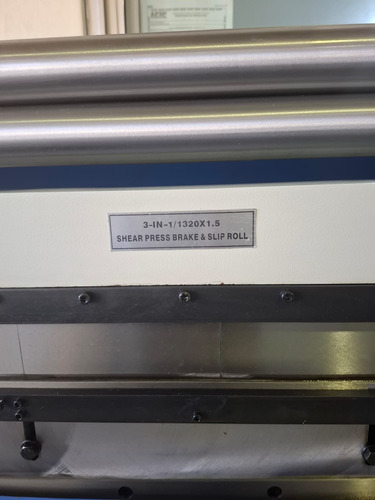 3-IN-1/1320X1.5
SHEAR PRESS BRAKE & SLIP ROLL